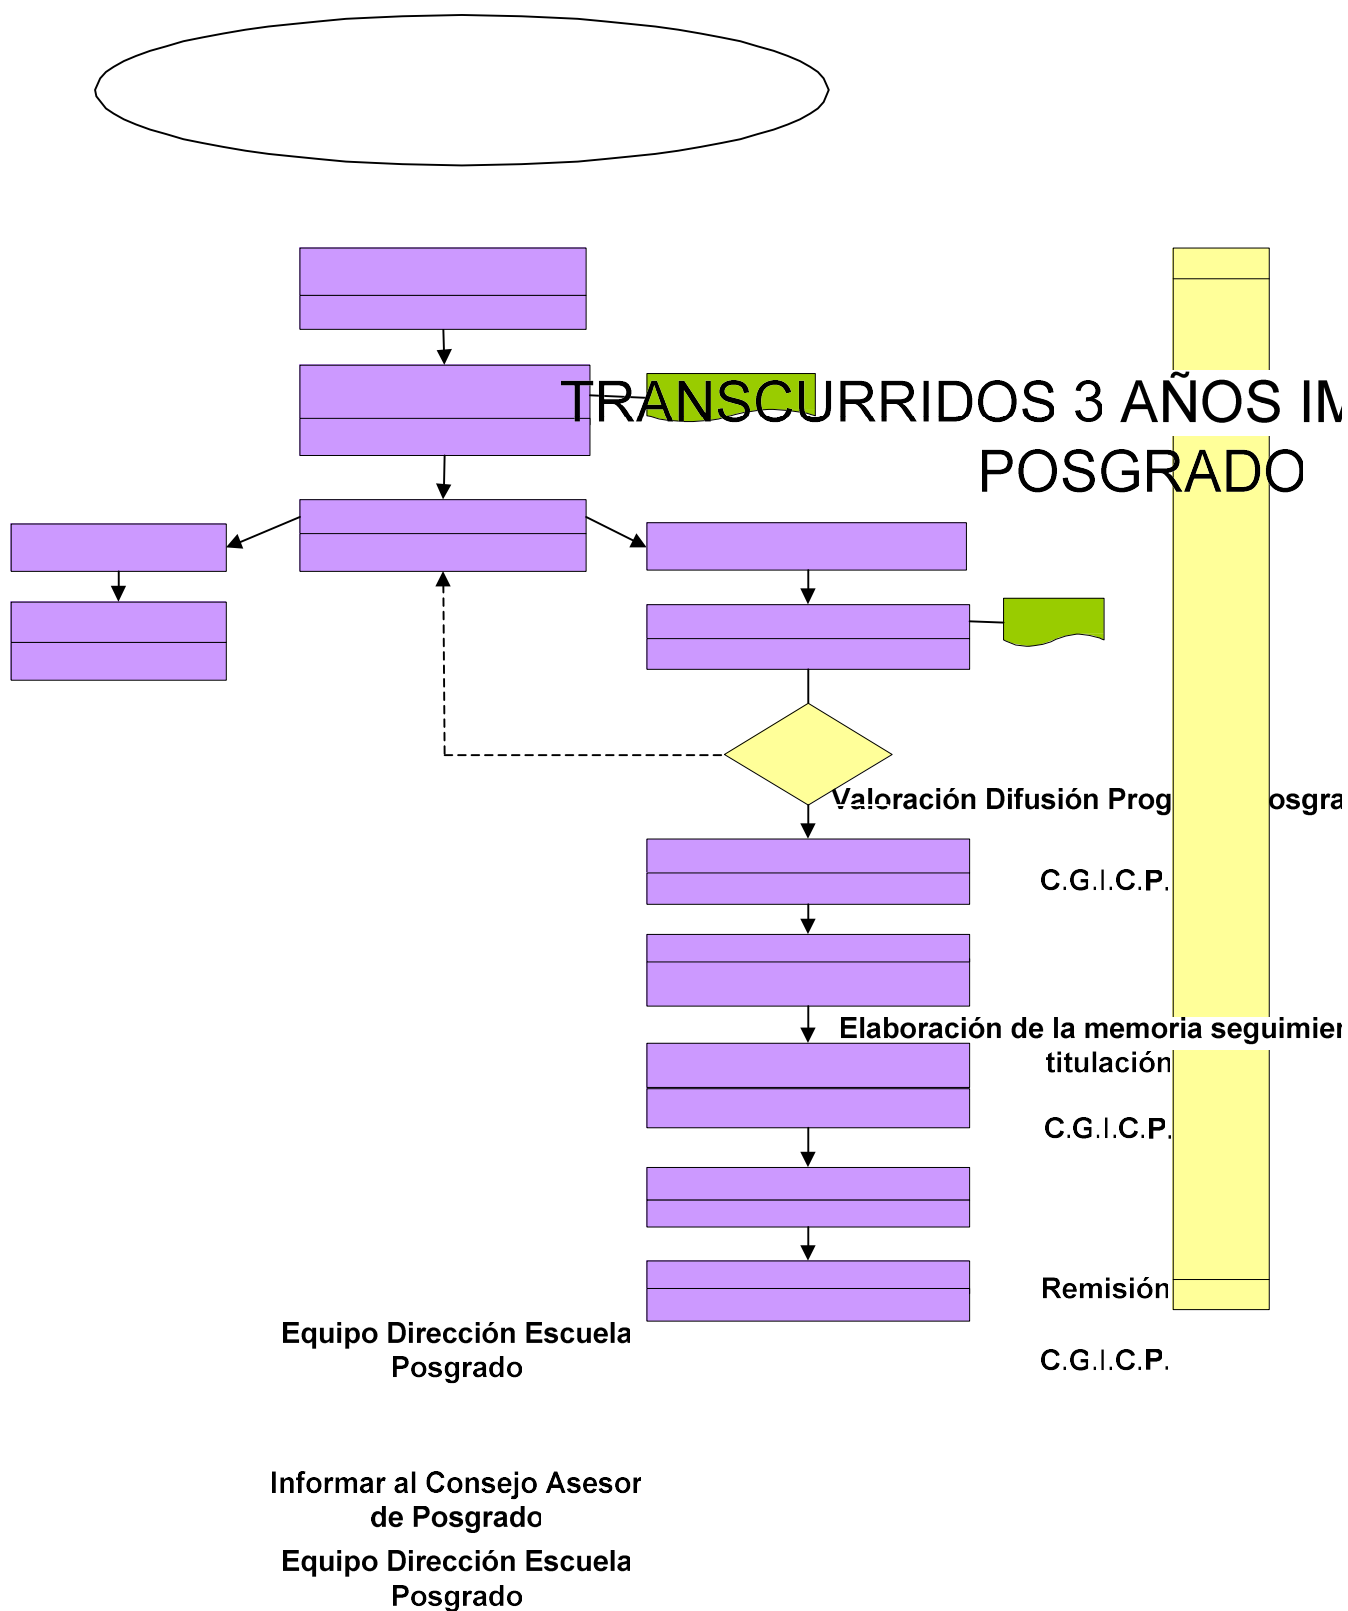 TRANSCURRIDOS 3 AÑOS IM
POSGRADO
Valoración Difusión Prog osgra
C.G.I.C.P.
Elaboración de la memoria seguimier
titulación
C.G.I.C.P.
Remisión
C.G.I.C.P.
Equipo Dirección Escuela
Posgrado
Informar al Consejo Asesor
de Posgrado
Equipo Dirección Escuela
Posgrado